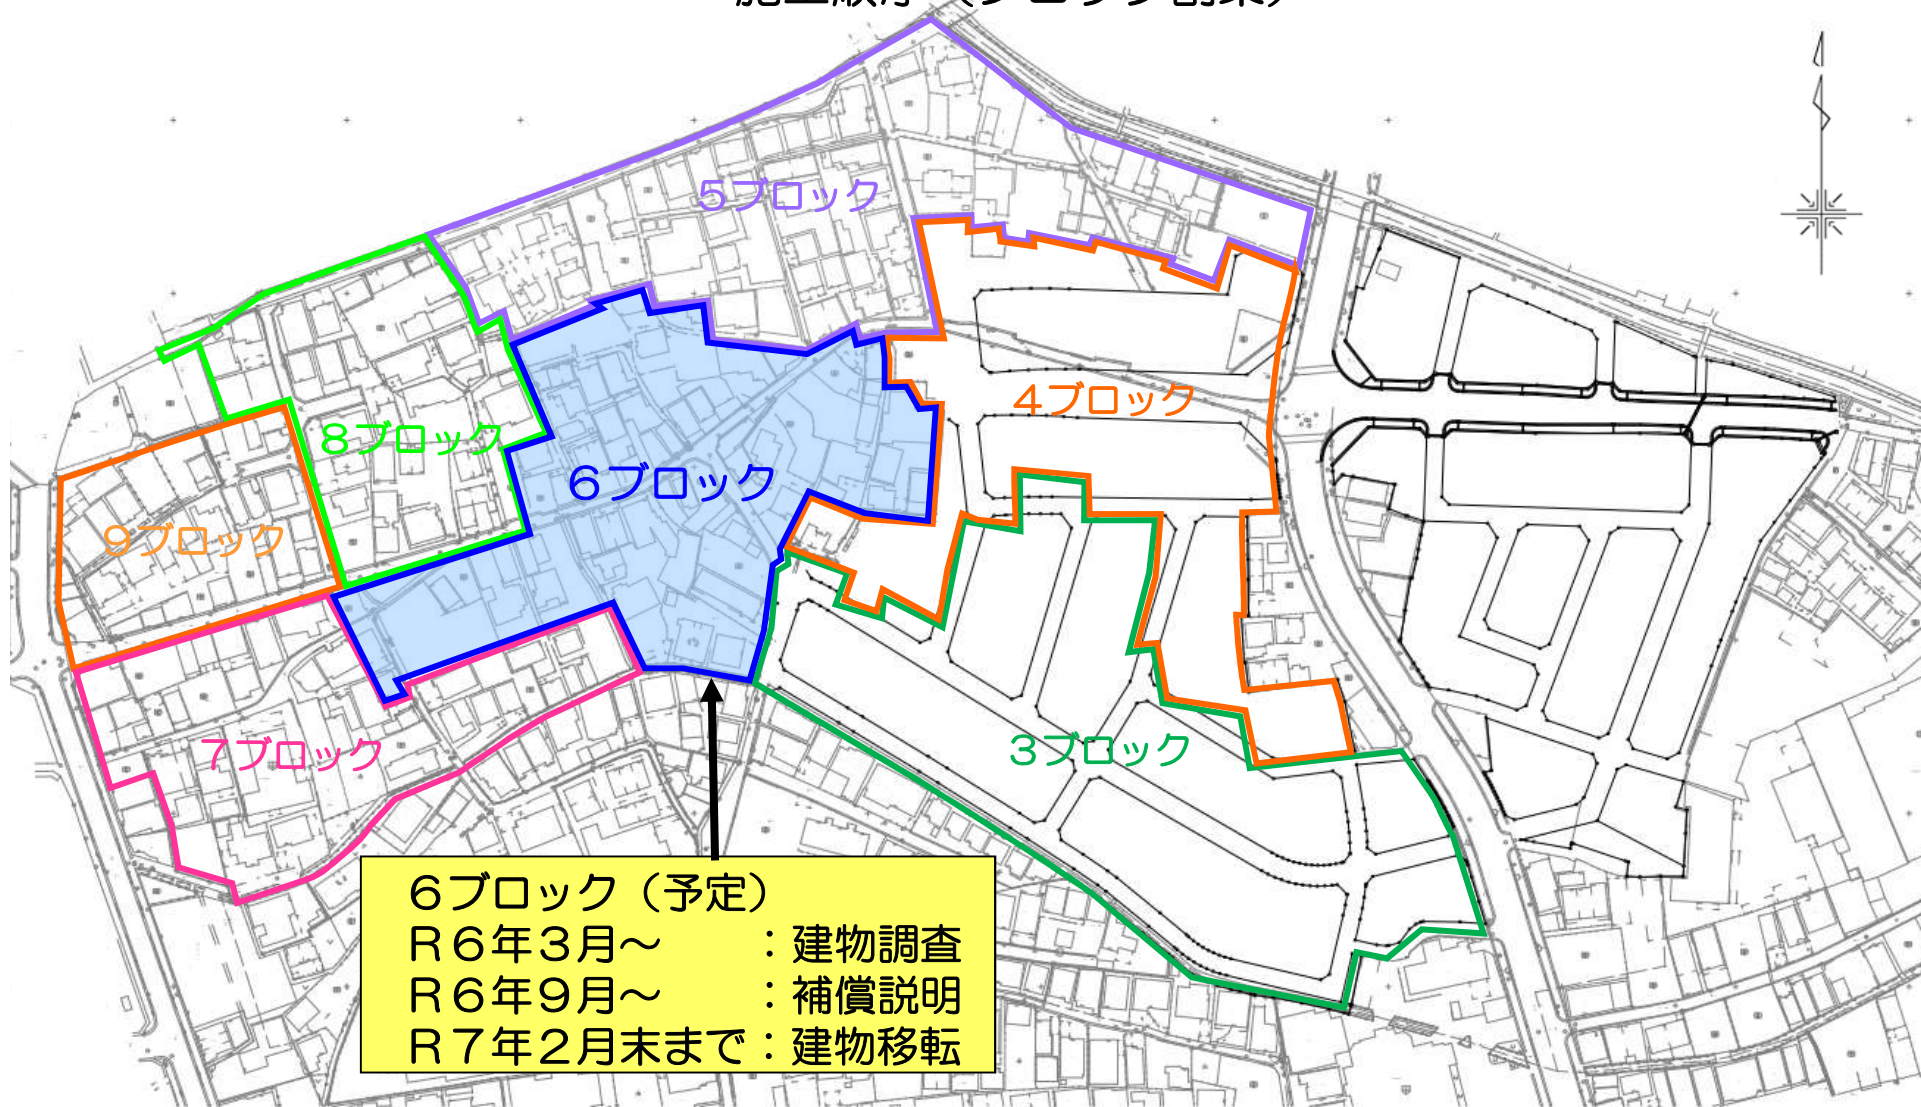 5ブロック
4ブロック
8ブロック
6ブロック
9ブロック
7ブロック
3ブロック
6ブロック（予定）
R6年3月～　　：建物調査
R6年9月～　　：補償説明
R7年2月末まで：建物移転